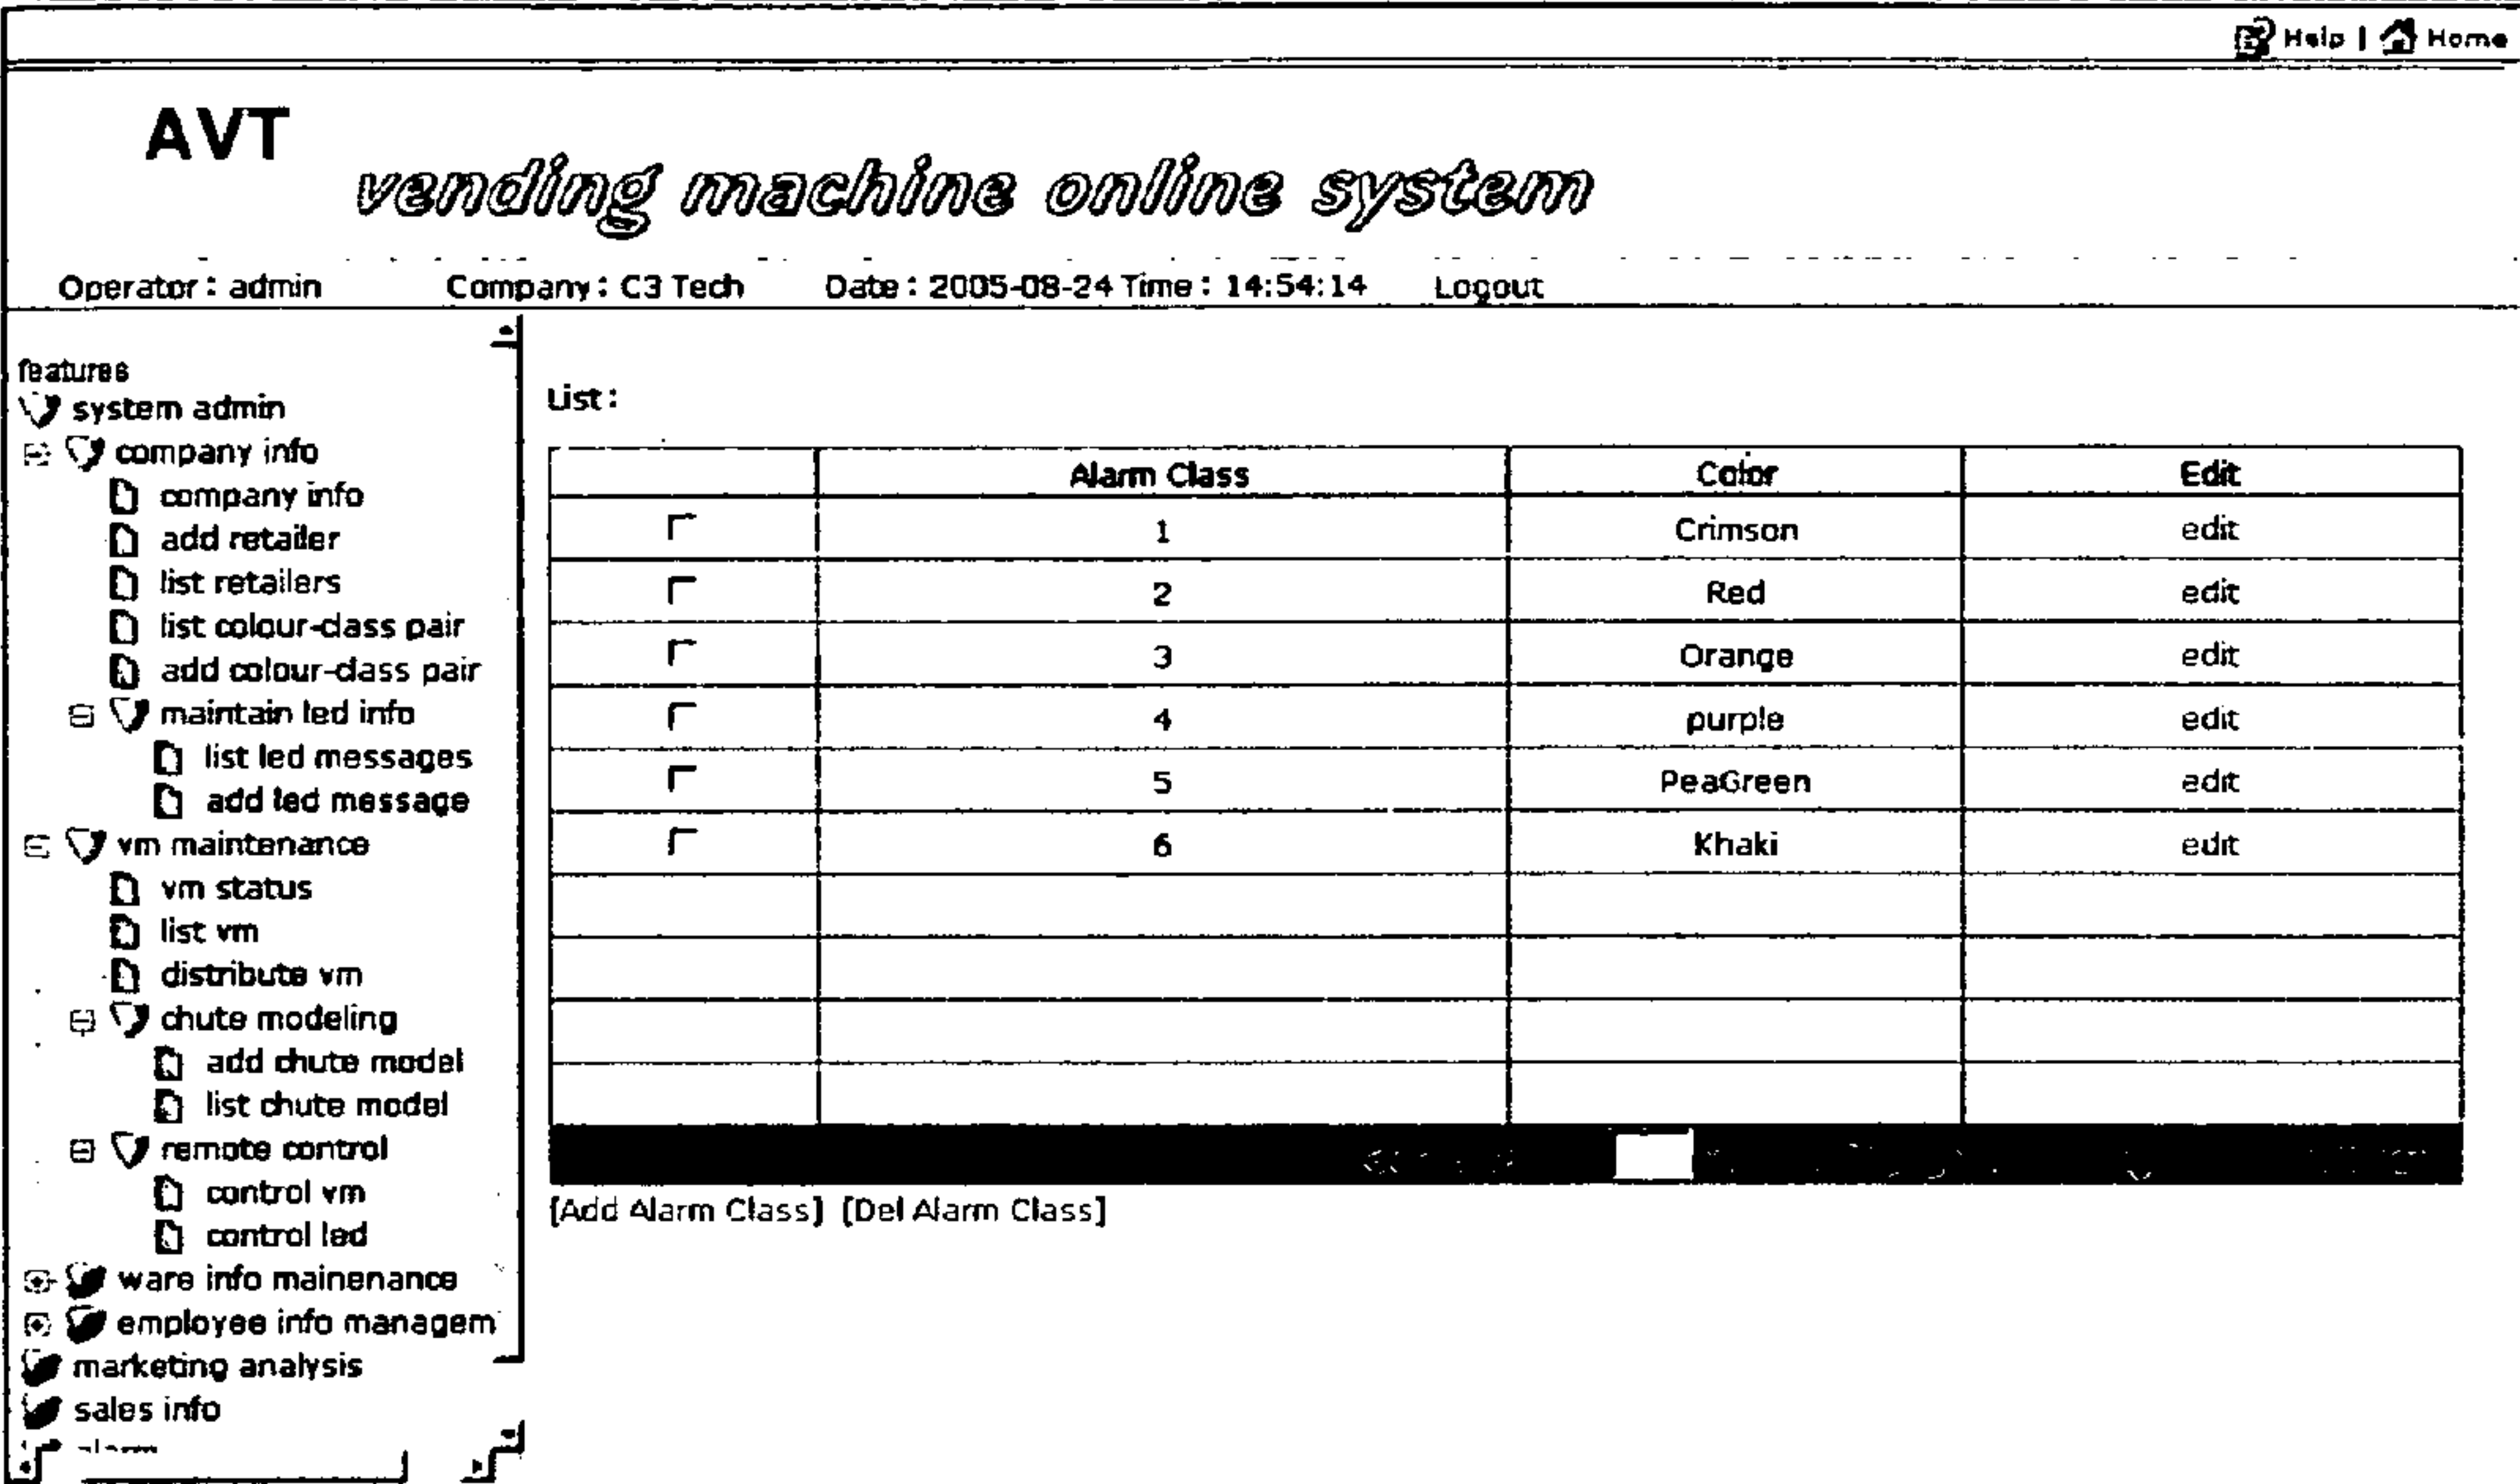 Help | Home
AVT
vending machine online system
Operator : admin Company : C3 Tech Date : 2005-08-24 Time : 14:54:14 Logout
features
system admin
company info
company info
add retailer
list retailers
list colour-class pair
add colour-class pair
maintain led info
list led messages
add led message
vm maintenance
vm status
list vm
distribute vm
chute modeling
add chute model
list chute model
remote control
control vm
control led
ware info mainenance
employee info managem
marketing analysis
sales info
alarm
List :
Alarm Class Color Edit
1 Crimson edit
2 Red edit
3 Orange edit
4 purple edit
5 PeaGreen edit
6 Khaki edit
[Add Alarm Class] [Del Alarm Class]